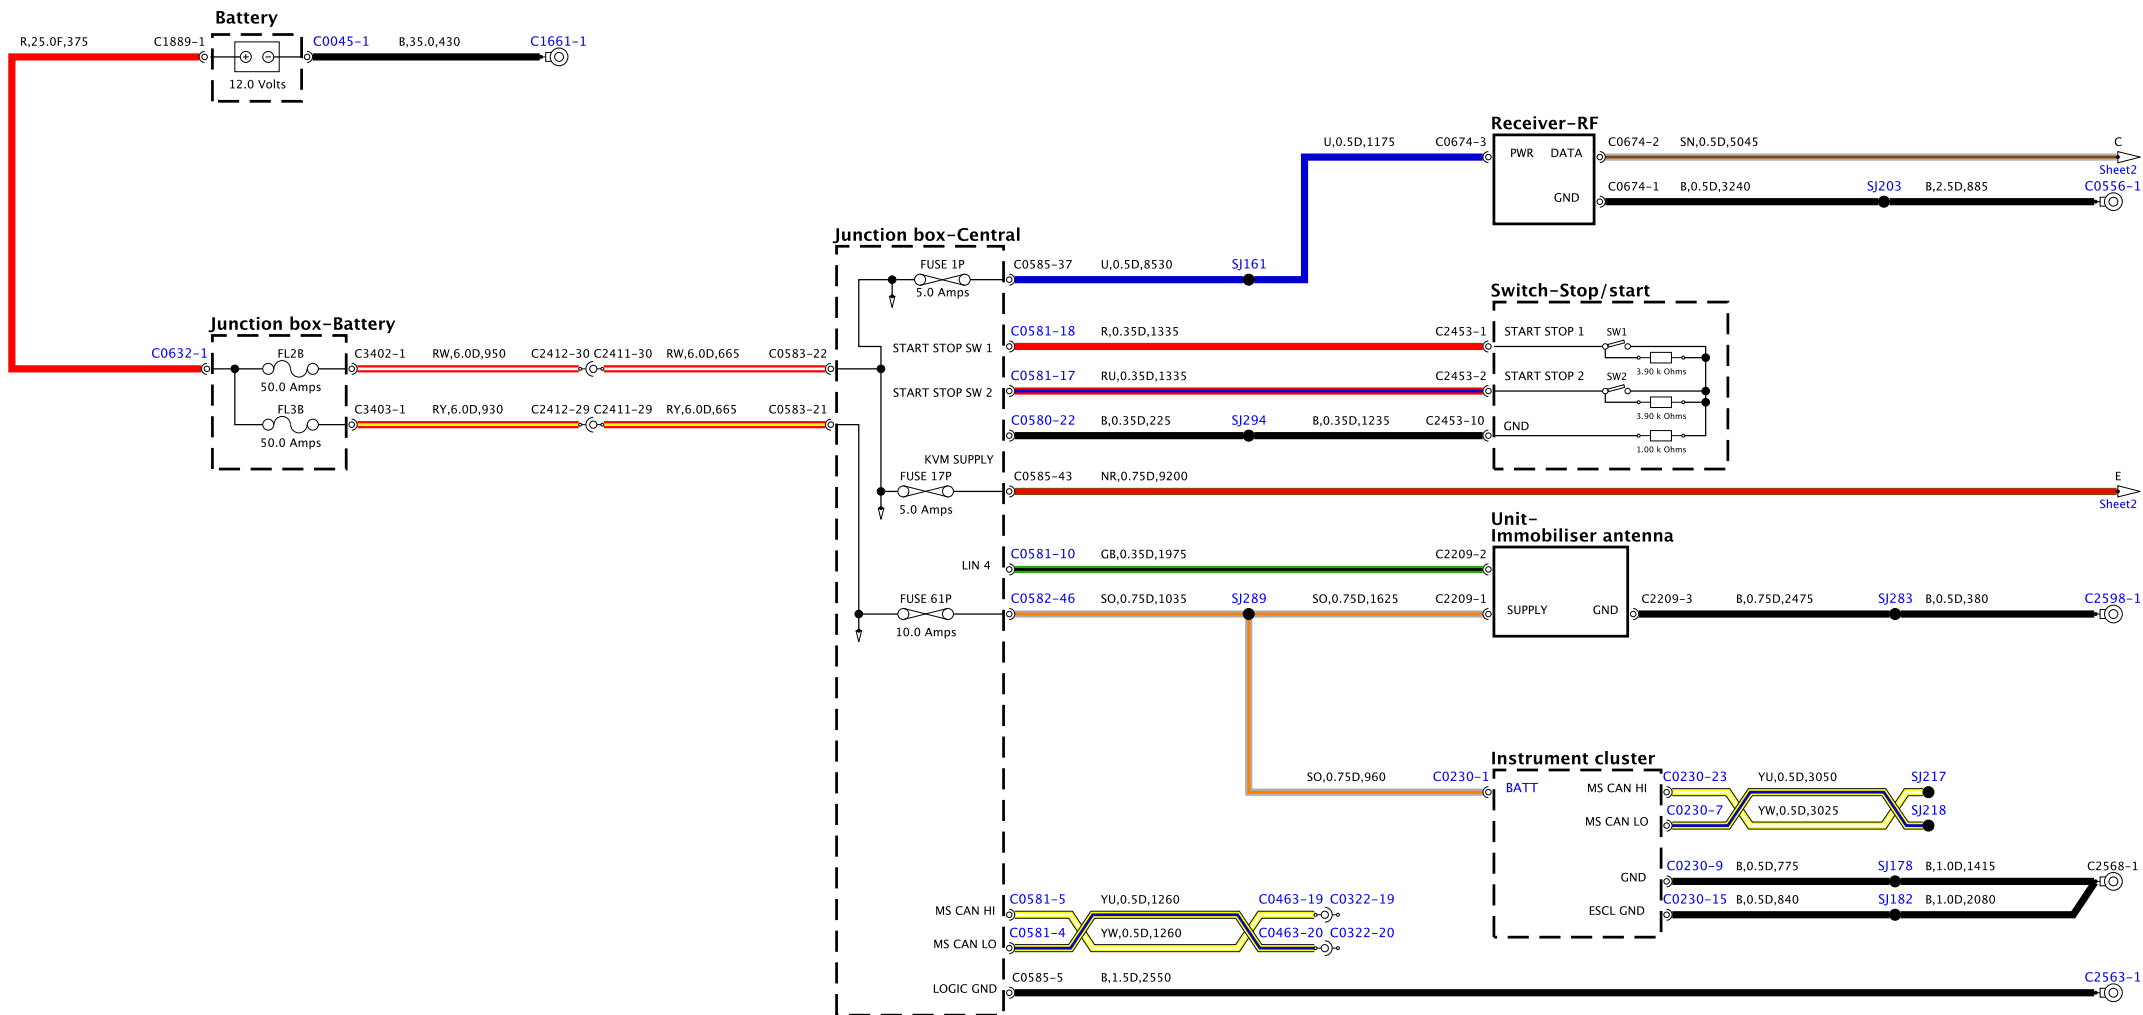 Battery
R,25.0F,375
C1889-1
C0045-1
B,35.0,430
C1661-1
12.0 Volts
Receiver-RF
U,0.5D,1175
C0674-3
PWR
DATA
C0674-2
SN,0.5D,5045
C
Sheet2
GND
C0674-1
B,0.5D,3240
SJ203
B,2.5D,885
C0556-1
Junction box-Central
FUSE 1P
5.0 Amps
C0585-37
U,0.5D,8530
SJ161
Switch-Stop/start
START STOP SW 1
C0581-18
R,0.35D,1335
C2453-1
START STOP 1
SW1
3.90 k Ohms
Junction box-Battery
C0632-1
FL2B
50.0 Amps
C3402-1
RW,6.0D,950
C2412-30
C2411-30
RW,6.0D,665
C0583-22
START STOP SW 2
C0581-17
RU,0.35D,1335
C2453-2
START STOP 2
SW2
3.90 k Ohms
FL3B
50.0 Amps
C3403-1
RY,6.0D,930
C2412-29
C2411-29
RY,6.0D,665
C0583-21
C0580-22
B,0.35D,225
SJ294
B,0.35D,1235
C2453-10
GND
1.00 k Ohms
KVM SUPPLY
FUSE 17P
5.0 Amps
C0585-43
NR,0.75D,9200
E
Sheet2
Unit-
Immobiliser antenna
LIN 4
C0581-10
GB,0.35D,1975
C2209-2
FUSE 61P
10.0 Amps
C0582-46
SO,0.75D,1035
SJ289
SO,0.75D,1625
C2209-1
SUPPLY
GND
C2209-3
B,0.75D,2475
SJ283
B,0.5D,380
C2598-1
Instrument cluster
SO,0.75D,960
C0230-1
BATT
MS CAN HI
C0230-23
YU,0.5D,3050
SJ217
MS CAN LO
C0230-7
YW,0.5D,3025
SJ218
GND
C0230-9
B,0.5D,775
SJ178
B,1.0D,1415
C2568-1
ESCL GND
C0230-15
B,0.5D,840
SJ182
B,1.0D,2080
MS CAN HI
C0581-5
YU,0.5D,1260
C0463-19
C0322-19
MS CAN LO
C0581-4
YW,0.5D,1260
C0463-20
C0322-20
LOGIC GND
C0585-5
B,1.5D,2550
C2563-1